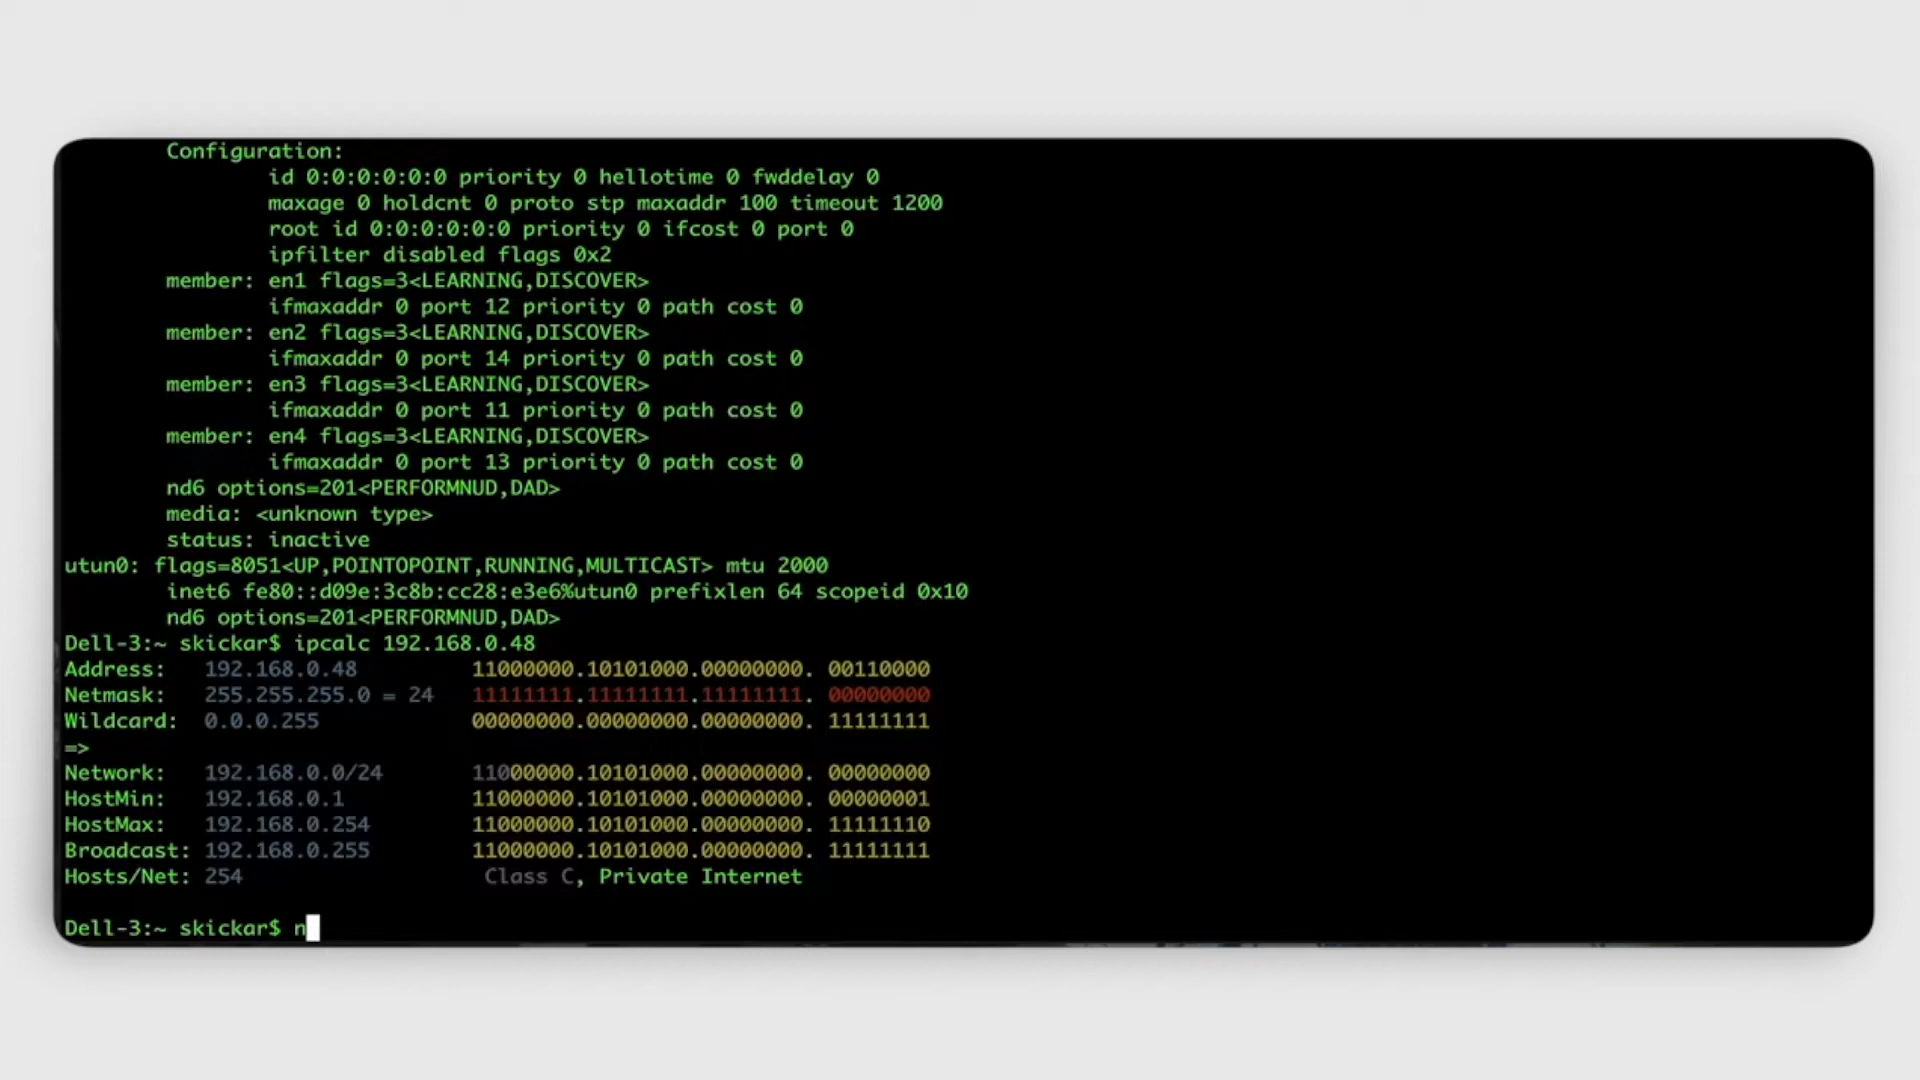 Configuration:
id 0:0:0:0:0:0 priority 0 hellotime 0 fwddelay 0
maxage 0 holdcnt 0 proto stp maxaddr 100 timeout 1200
root id 0:0:0:0:0:0 priority 0 ifcost 0 port 0
ipfilter disabled flags 0x2
member: en1 flags=3<LEARNING,DISCOVER>
ifmaxaddr 0 port 12 priority 0 path cost 0
member: en2 flags=3<LEARNING,DISCOVER>
ifmaxaddr 0 port 14 priority 0 path cost 0
member: en3 flags=3<LEARNING,DISCOVER>
ifmaxaddr 0 port 11 priority 0 path cost 0
member: en4 flags=3<LEARNING,DISCOVER>
ifmaxaddr 0 port 13 priority 0 path cost 0
nd6 options=201<PERFORMNUD,DAD>
media: <unknown type>
status: inactive
utun0: flags=8051<UP,POINTOPOINT,RUNNING,MULTICAST> mtu 2000
inet6 fe80::d09e:3c8b:cc28:e3e6%utun0 prefixlen 64 scopeid 0x10
nd6 options=201<PERFORMNUD,DAD>
Dell-3:~ skickar$ ipcalc 192.168.0.48
Address: 192.168.0.48 11000000.10101000.00000000. 00110000
Netmask: 255.255.255.0 = 24 11111111.11111111.11111111. 00000000
Wildcard: 0.0.0.255 00000000.00000000.00000000. 11111111
=>
Network: 192.168.0.0/24 11000000.10101000.00000000. 00000000
HostMin: 192.168.0.1 11000000.10101000.00000000. 00000001
HostMax: 192.168.0.254 11000000.10101000.00000000. 11111110
Broadcast: 192.168.0.255 11000000.10101000.00000000. 11111111
Hosts/Net: 254 Class C, Private Internet
Dell-3:~ skickar$ n